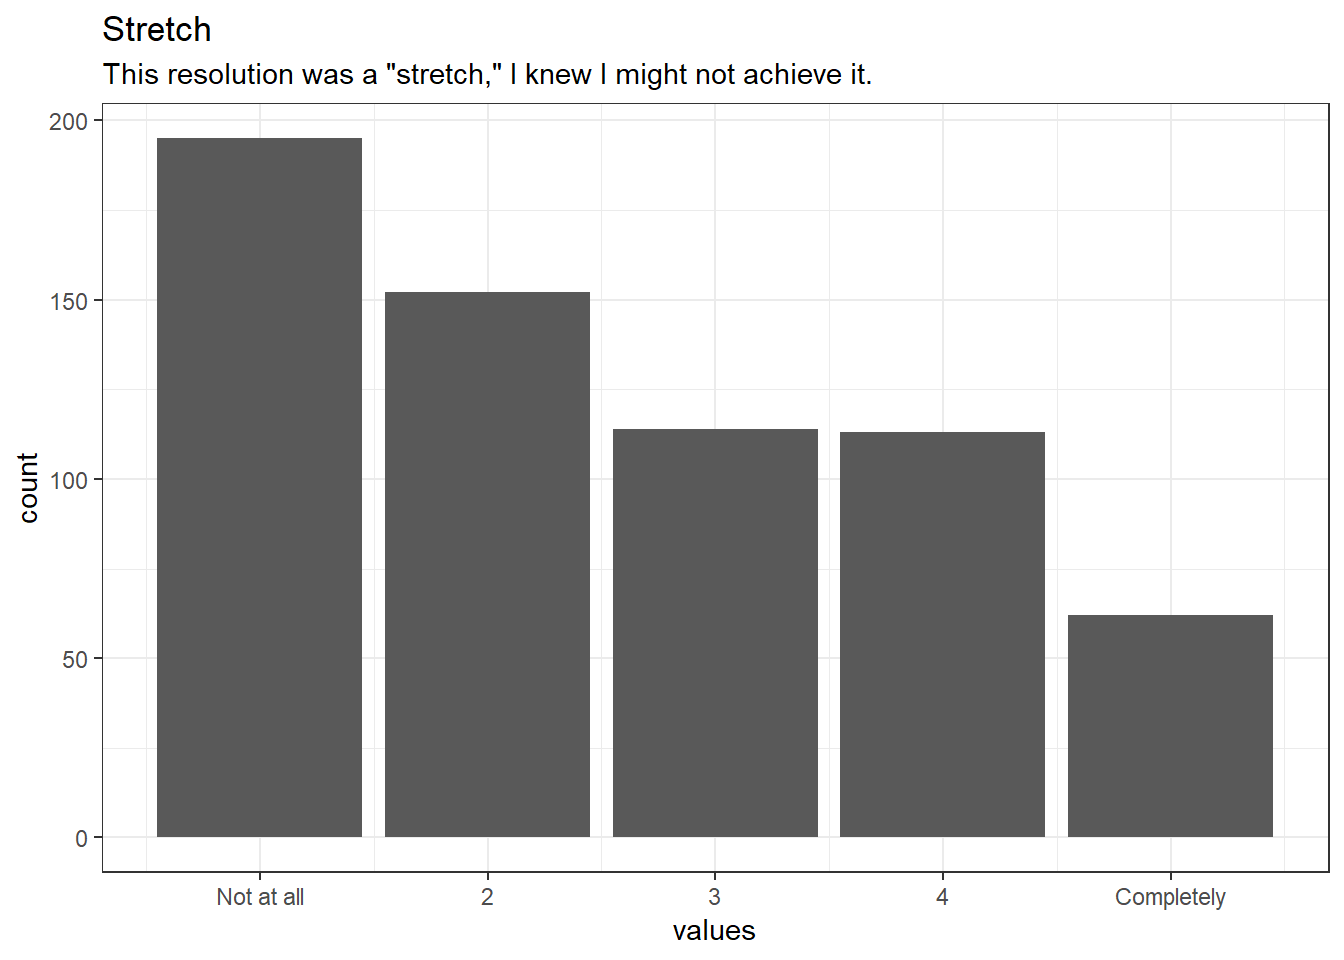 Stretch
This resolution was a "stretch," I knew I might not achieve it.
200
150
100
50
0
count
Not at all 2 3 4 Completely
values